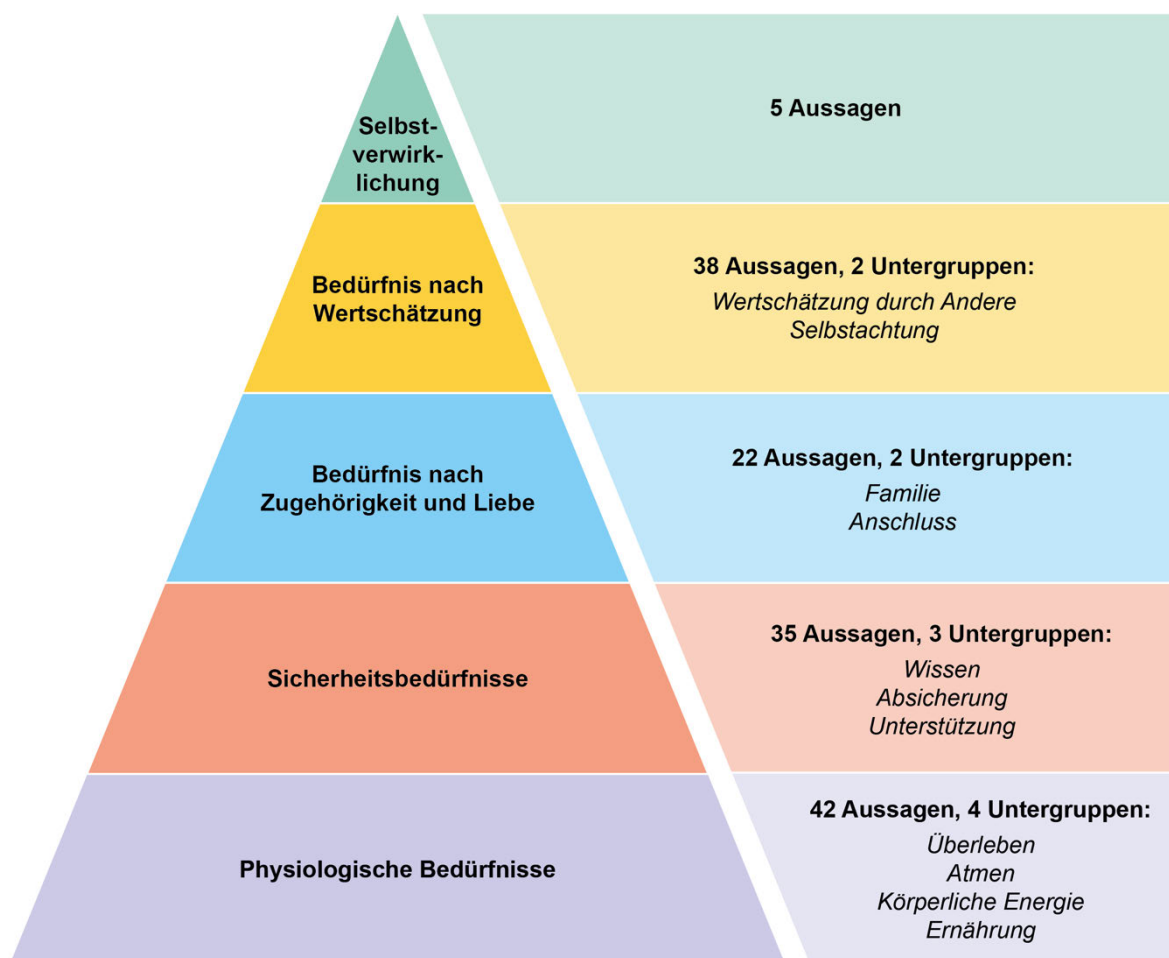 Selbst-
verwirk-
lichung
5 Aussagen
Bedürfnis nach
Wertschätzung
38 Aussagen, 2 Untergruppen:
Wertschätzung durch Andere
Selbstachtung
Bedürfnis nach
Zugehörigkeit und Liebe
22 Aussagen, 2 Untergruppen:
Familie
Anschluss
Sicherheitsbedürfnisse
35 Aussagen, 3 Untergruppen:
Wissen
Absicherung
Unterstützung
Physiologische Bedürfnisse
42 Aussagen, 4 Untergruppen:
Überleben
Atmen
Körperliche Energie
Ernährung